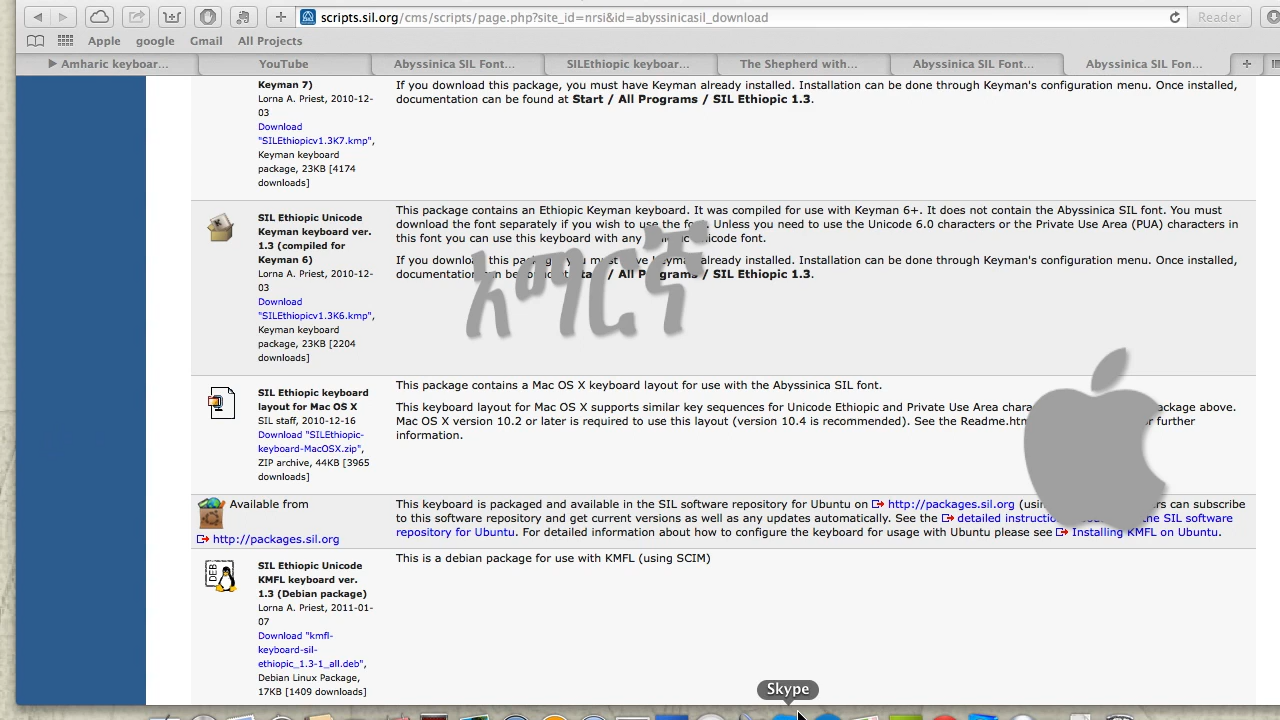 scripts.sil.org/cms/scripts/page.php?site_id=nrsi&id=abyssinicasil_download
Reader
Apple google Gmail All Projects
▶ Amharic keyboar... YouTube Abyssinica SIL Font... SILEthiopic keyboar... The Shepherd with... Abyssinica SIL Fon... Abyssinica SIL Fon...
Keyman 7)
Lorna A. Priest, 2010-12-
03
Download
"SILEthiopicv1.3K7.kmp",
Keyman keyboard
package, 23KB [4174
downloads]
If you download this package, you must have Keyman already installed. Installation can be done through Keyman's configuration menu. Once installed,
documentation can be found at Start / All Programs / SIL Ethiopic 1.3.
SIL Ethiopic Unicode
Keyman keyboard ver.
1.3 (compiled for
Keyman 6)
Lorna A. Priest, 2010-12-
03
Download
"SILEthiopicv1.3K6.kmp",
Keyman keyboard
package, 23KB [2204
downloads]
This package contains an Ethiopic Keyman keyboard. It was compiled for use with Keyman 6+. It does not contain the Abyssinica SIL font. You must
download the font separately if you wish to use the font. Unless you need to use the Unicode 6.0 characters or the Private Use Area (PUA) characters in
this font you can use this keyboard with any Unicode font.
If you download this package, you must have Keyman already installed. Installation can be done through Keyman's configuration menu. Once installed,
documentation can be found at Start / All Programs / SIL Ethiopic 1.3.
አማርኛ
SIL Ethiopic keyboard
layout for Mac OS X
SIL staff, 2010-12-16
Download "SILEthiopic-
keyboard-MacOSX.zip",
ZIP archive, 44KB [3965
downloads]
This package contains a Mac OS X keyboard layout for use with the Abyssinica SIL font.
This keyboard layout for Mac OS X supports similar key sequences for Unicode Ethiopic and Private Use Area package above.
Mac OS X version 10.2 or later is required to use this layout (version 10.4 is recommended). See the further
information.
Available from
http://packages.sil.org
This keyboard is packaged and available in the SIL software repository for Ubuntu on http://packages.sil.org can subscribe
to this software repository and get current versions as well as any updates automatically. See the detailed the SIL software
repository for Ubuntu. For detailed information about how to configure the keyboard for usage with Ubuntu please see Installing KMFL on Ubuntu.
SIL Ethiopic Unicode
KMFL keyboard ver.
1.3 (Debian package)
Lorna A. Priest, 2011-01-
07
Download "kmfl-
keyboard-sil-
ethiopic_1.3-1_all.deb",
Debian Linux Package,
17KB [1409 downloads]
This is a debian package for use with KMFL (using SCIM)
DEB
Skype